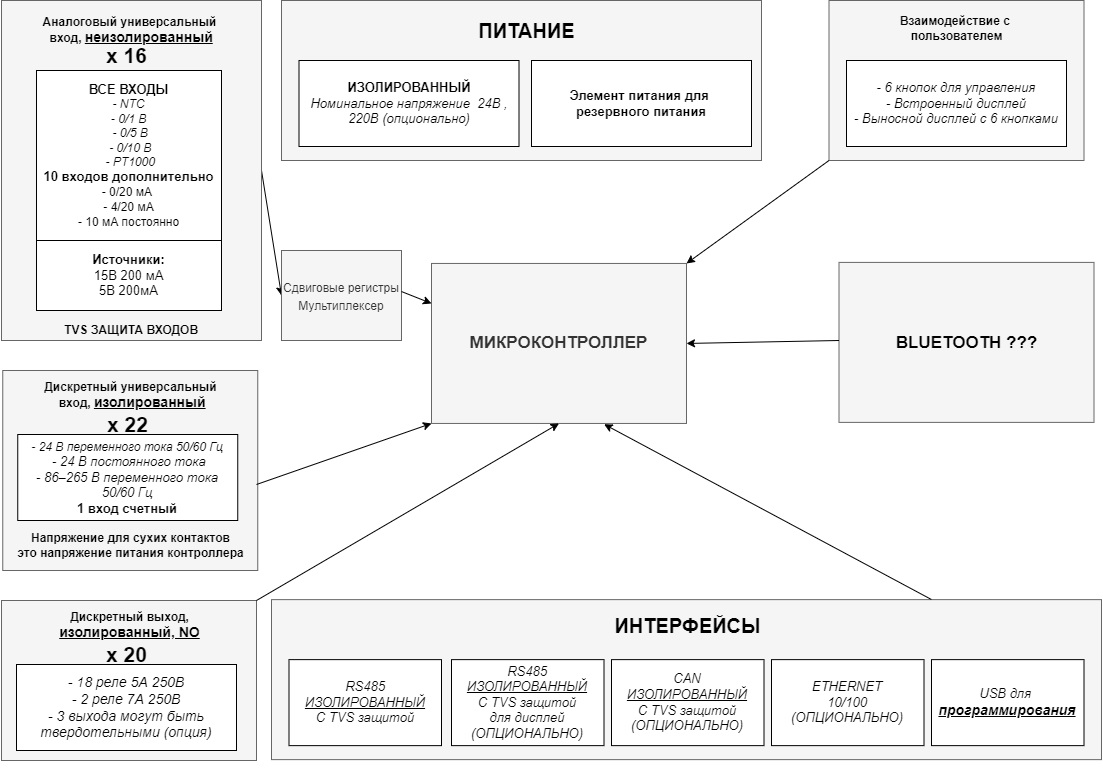 Аналоговый универсальный
вход, неизолированный
x 16
ВСЕ ВХОДЫ
- NTC
- 0/1 В
- 0/5 В
- 0/10 В
- PT1000
10 входов дополнительно
- 0/20 мА
- 4/20 мА
- 10 мА постоянно
Источники:
15В 200 мА
5В 200мА
TVS ЗАЩИТА ВХОДОВ
ПИТАНИЕ
ИЗОЛИРОВАННЫЙ
Номинальное напряжение 24В ,
220В (опционально)
Элемент питания для
резервного питания
Взаимодействие с
пользователем
- 6 кнопок для управления
- Встроенный дисплей
- Выносной дисплей с 6 кнопками
Сдвиговые регистры
Мультиплексер
МИКРОКОНТРОЛЛЕР
BLUETOOTH ???
Дискретный универсальный
вход, изолированный
x 22
- 24 В переменного тока 50/60 Гц
- 24 В постоянного тока
- 86–265 В переменного тока
50/60 Гц
1 вход счетный
Напряжение для сухих контактов
это напряжение питания контроллера
Дискретный выход,
изолированный, NO
x 20
- 18 реле 5А 250В
- 2 реле 7А 250В
- 3 выхода могут быть
твердотельными (опция)
ИНТЕРФЕЙСЫ
RS485
ИЗОЛИРОВАННЫЙ
С TVS защитой
RS485
ИЗОЛИРОВАННЫЙ
С TVS защитой
для дисплей
(ОПЦИОНАЛЬНО)
CAN
ИЗОЛИРОВАННЫЙ
С TVS защитой
(ОПЦИОНАЛЬНО)
ETHERNET
10/100
(ОПЦИОНАЛЬНО)
USB для
программирования